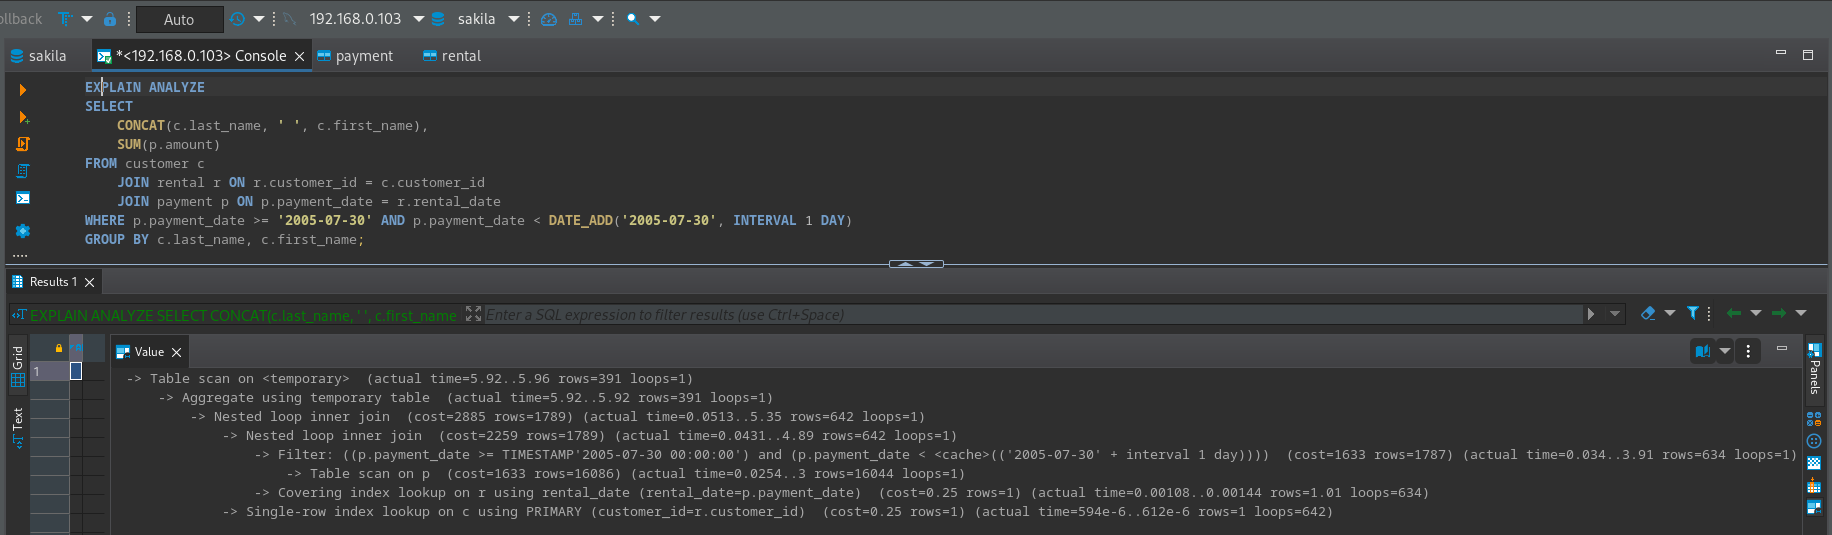 ollback Auto 192.168.0.103 sakila
sakila *<192.168.0.103> Console payment rental
EXPLAIN ANALYZE
SELECT
CONCAT(c.last_name, ' ', c.first_name),
SUM(p.amount)
FROM customer c
JOIN rental r ON r.customer_id = c.customer_id
JOIN payment p ON p.payment_date = r.rental_date
WHERE p.payment_date >= '2005-07-30' AND p.payment_date < DATE_ADD('2005-07-30', INTERVAL 1 DAY)
GROUP BY c.last_name, c.first_name;
Results 1
EXPLAIN ANALYZE SELECT CONCAT(c.last_name, ' ', c.first_name Enter a SQL expression to filter results (use Ctrl+Space)
Grid
Text
1
Value
Panels
-> Table scan on <temporary> (actual time=5.92..5.96 rows=391 loops=1)
-> Aggregate using temporary table (actual time=5.92..5.92 rows=391 loops=1)
-> Nested loop inner join (cost=2885 rows=1789) (actual time=0.0513..5.35 rows=642 loops=1)
-> Nested loop inner join (cost=2259 rows=1789) (actual time=0.0431..4.89 rows=642 loops=1)
-> Filter: ((p.payment_date >= TIMESTAMP'2005-07-30 00:00:00') and (p.payment_date < <cache>(('2005-07-30' + interval 1 day)))) (cost=1633 rows=1787) (actual time=0.034..3.91 rows=634 loops=1)
-> Table scan on p (cost=1633 rows=16086) (actual time=0.0254..3 rows=16044 loops=1)
-> Covering index lookup on r using rental_date (rental_date=p.payment_date) (cost=0.25 rows=1) (actual time=0.00108..0.00144 rows=1.01 loops=634)
-> Single-row index lookup on c using PRIMARY (customer_id=r.customer_id) (cost=0.25 rows=1) (actual time=594e-6..612e-6 rows=1 loops=642)